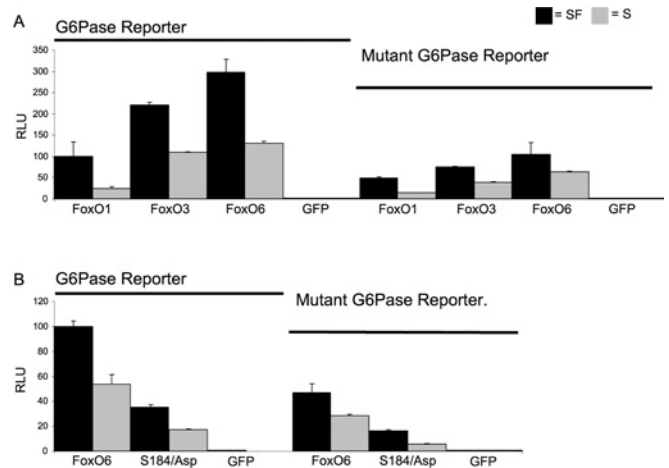 A
G6Pase Reporter
= SF
= S
Mutant G6Pase Reporter
RLU
350
300
250
200
150
100
50
0
FoxO1 FoxO3 FoxO6 GFP FoxO1 FoxO3 FoxO6 GFP
B
G6Pase Reporter
Mutant G6Pase Reporter.
RLU
120
100
80
60
40
20
0
FoxO6 S184/Asp GFP FoxO6 S184/Asp GFP